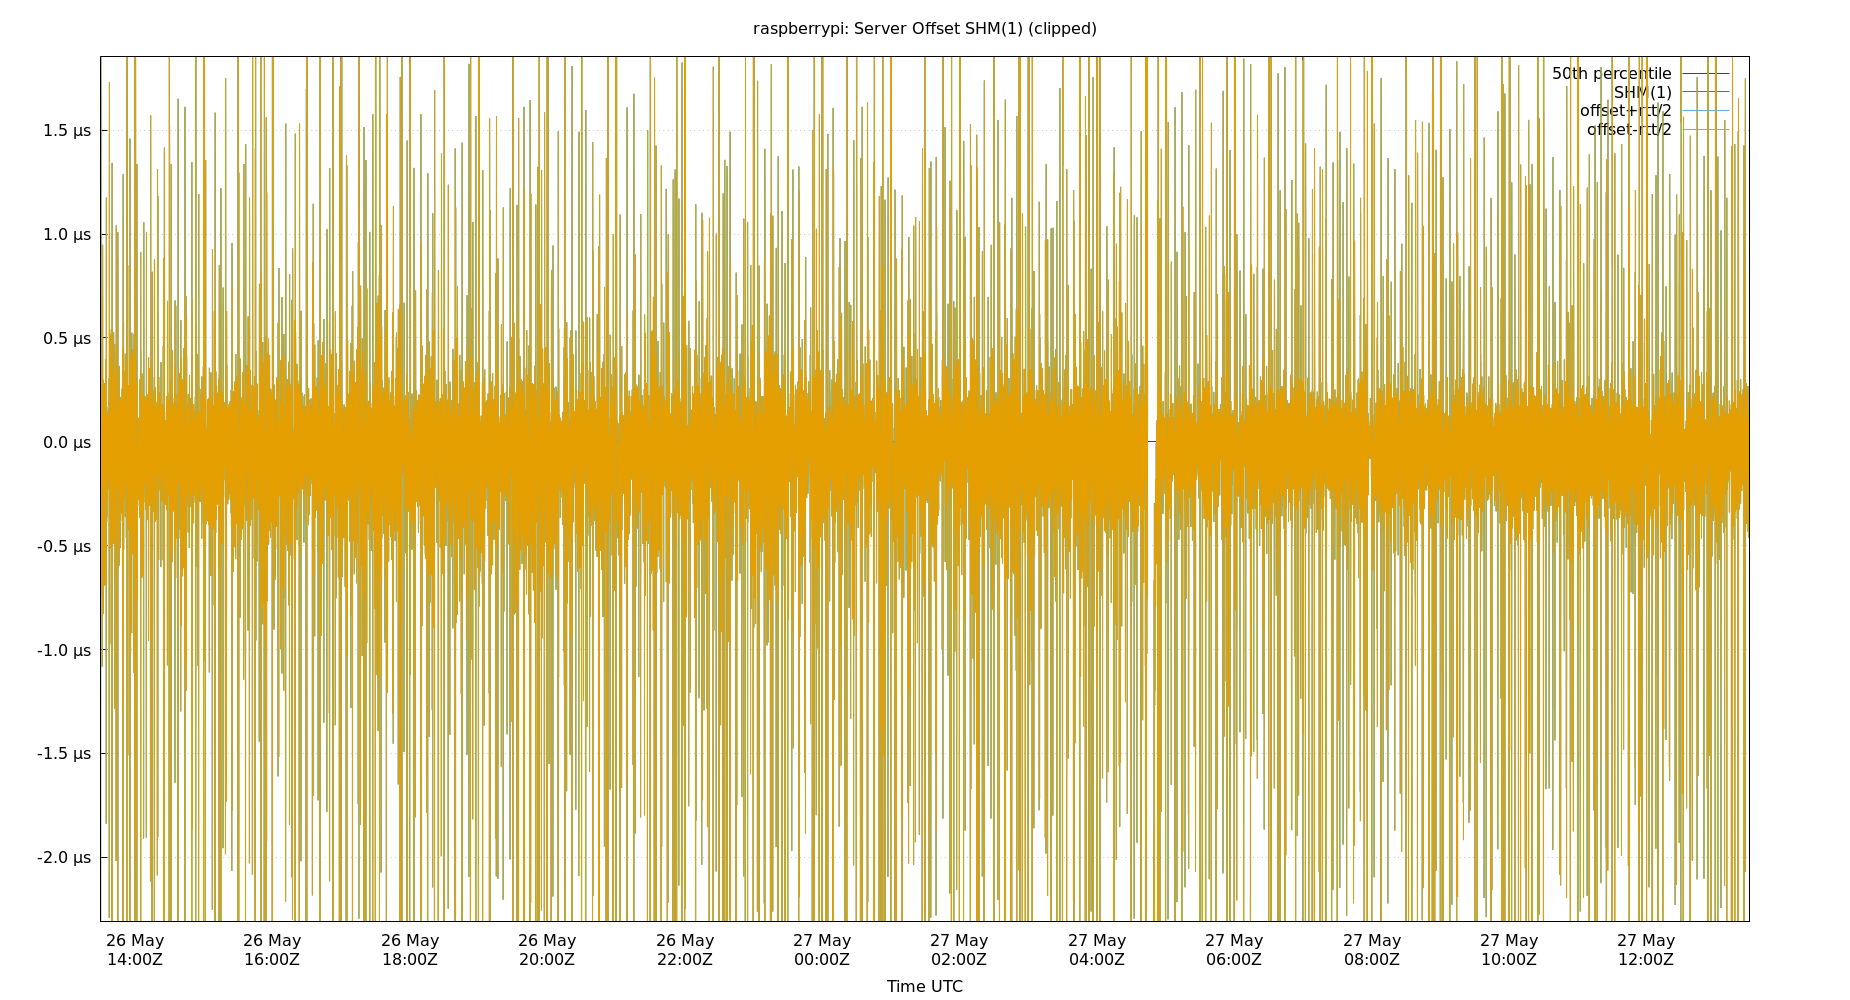 raspberrypi: Server Offset SHM(1) (clipped)
50th percentile
SHM(1)
offset+rtt/2
offset-rtt/2
1.5 µs
1.0 µs
0.5 µs
0.0 µs
-0.5 µs
-1.0 µs
-1.5 µs
-2.0 µs
26 May 26 May 26 May 26 May 26 May 27 May 27 May 27 May 27 May 27 May 27 May 27 May
14:00Z 16:00Z 18:00Z 20:00Z 22:00Z 00:00Z 02:00Z 04:00Z 06:00Z 08:00Z 10:00Z 12:00Z
Time UTC